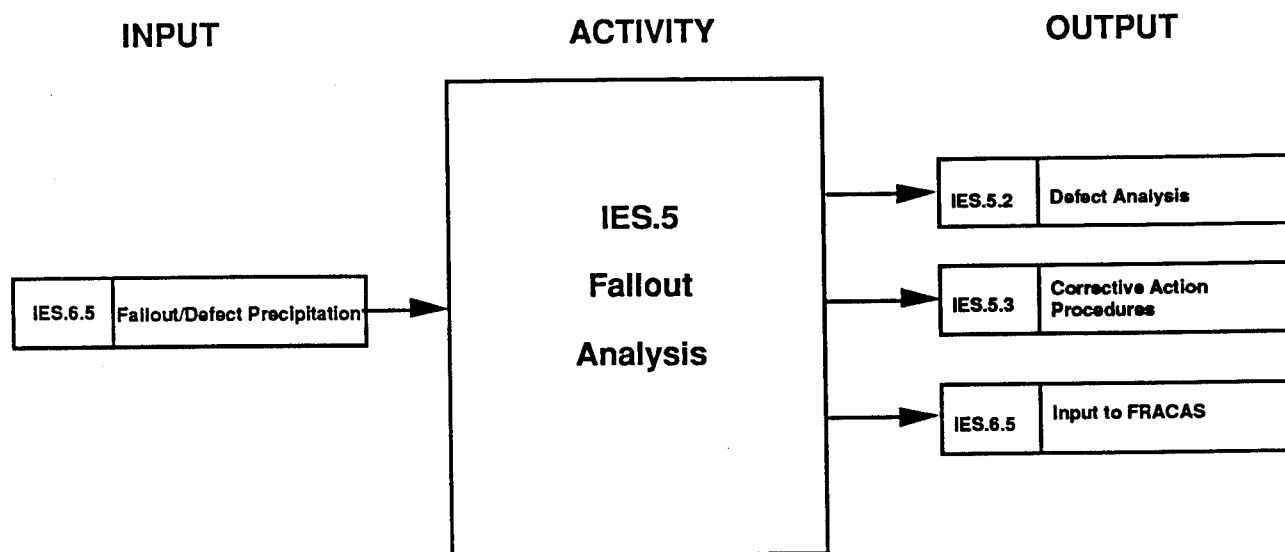 INPUT
ACTIVITY
OUTPUT
IES.6.5
Fallout/Defect Precipitation
IES.5
Fallout
Analysis
IES.5.2
Defect Analysis
IES.5.3
Corrective Action
Procedures
IES.6.5
Input to FRACAS